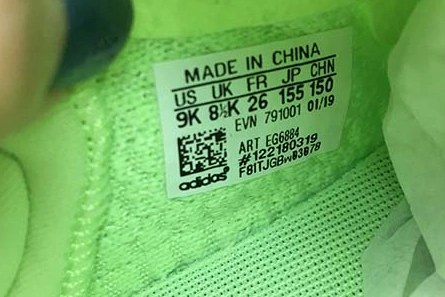 MADE IN CHINA
US UK FR JP CHN
9K 8½K 26 155 150
EVN 791001 01/19
ART EG6884
#122180319
F8ITJGBW03678
adidas